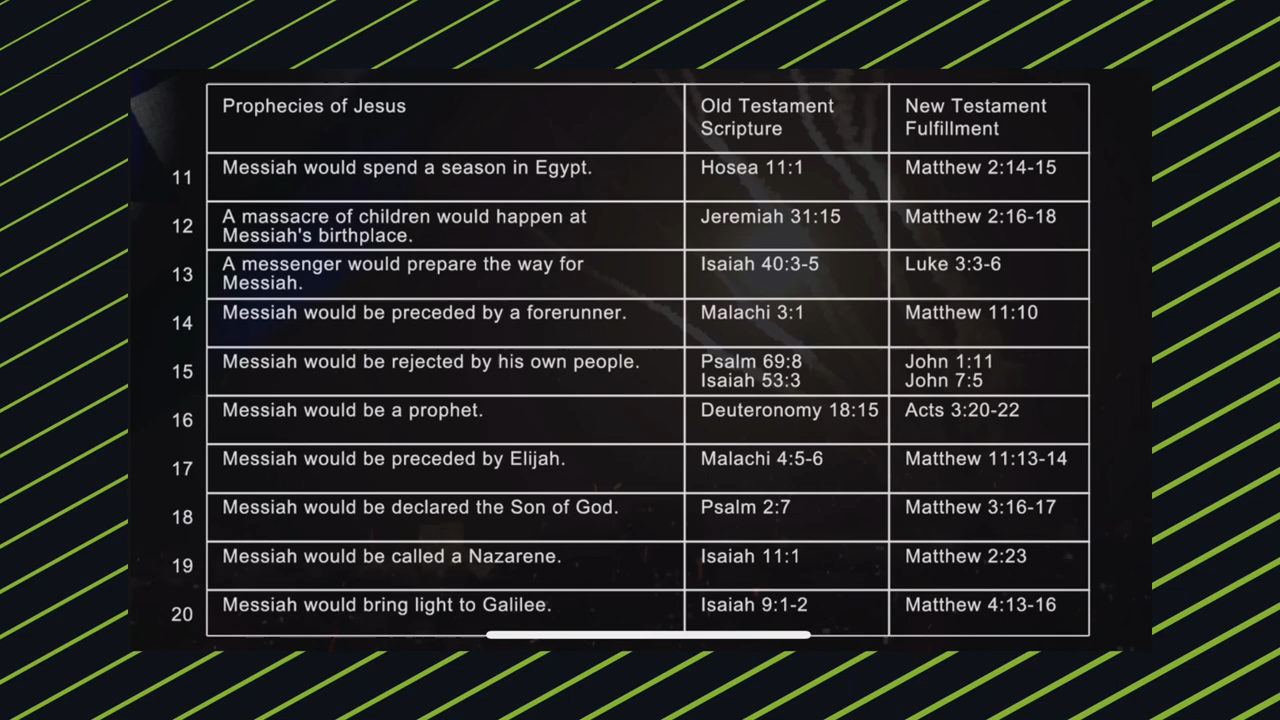 Prophecies of Jesus
Old Testament
Scripture
New Testament
Fulfillment
11
Messiah would spend a season in Egypt.
Hosea 11:1
Matthew 2:14-15
12
A massacre of children would happen at
Messiah's birthplace.
Jeremiah 31:15
Matthew 2:16-18
13
A messenger would prepare the way for
Messiah.
Isaiah 40:3-5
Luke 3:3-6
14
Messiah would be preceded by a forerunner.
Malachi 3:1
Matthew 11:10
15
Messiah would be rejected by his own people.
Psalm 69:8
Isaiah 53:3
John 1:11
John 7:5
16
Messiah would be a prophet.
Deuteronomy 18:15
Acts 3:20-22
17
Messiah would be preceded by Elijah.
Malachi 4:5-6
Matthew 11:13-14
18
Messiah would be declared the Son of God.
Psalm 2:7
Matthew 3:16-17
19
Messiah would be called a Nazarene.
Isaiah 11:1
Matthew 2:23
20
Messiah would bring light to Galilee.
Isaiah 9:1-2
Matthew 4:13-16